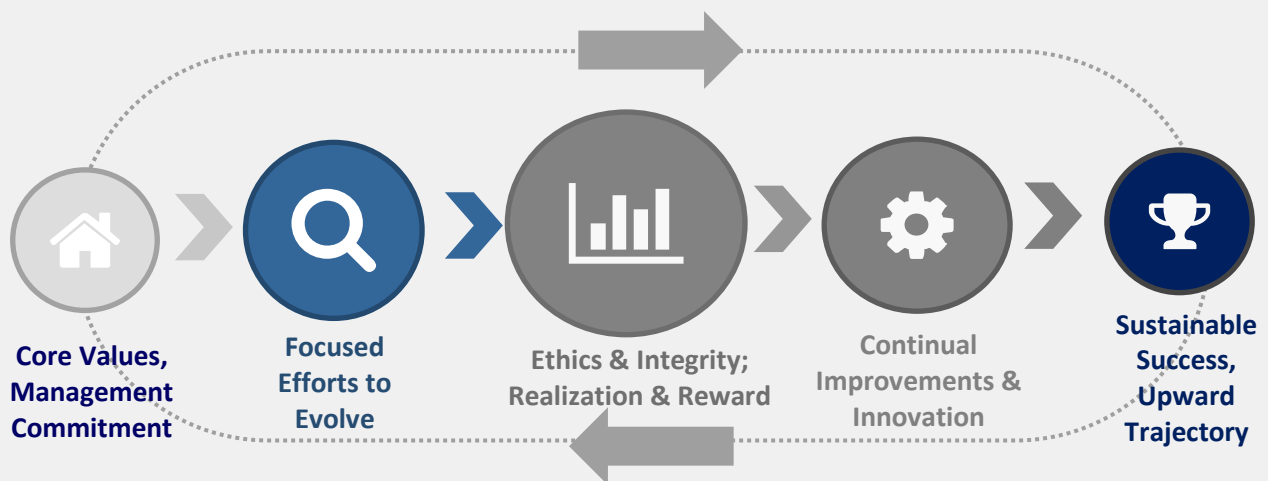 Core Values,
Management
Commitment
Focused
Efforts to
Evolve
Ethics & Integrity;
Realization & Reward
Continual
Improvements &
Innovation
Sustainable
Success,
Upward
Trajectory